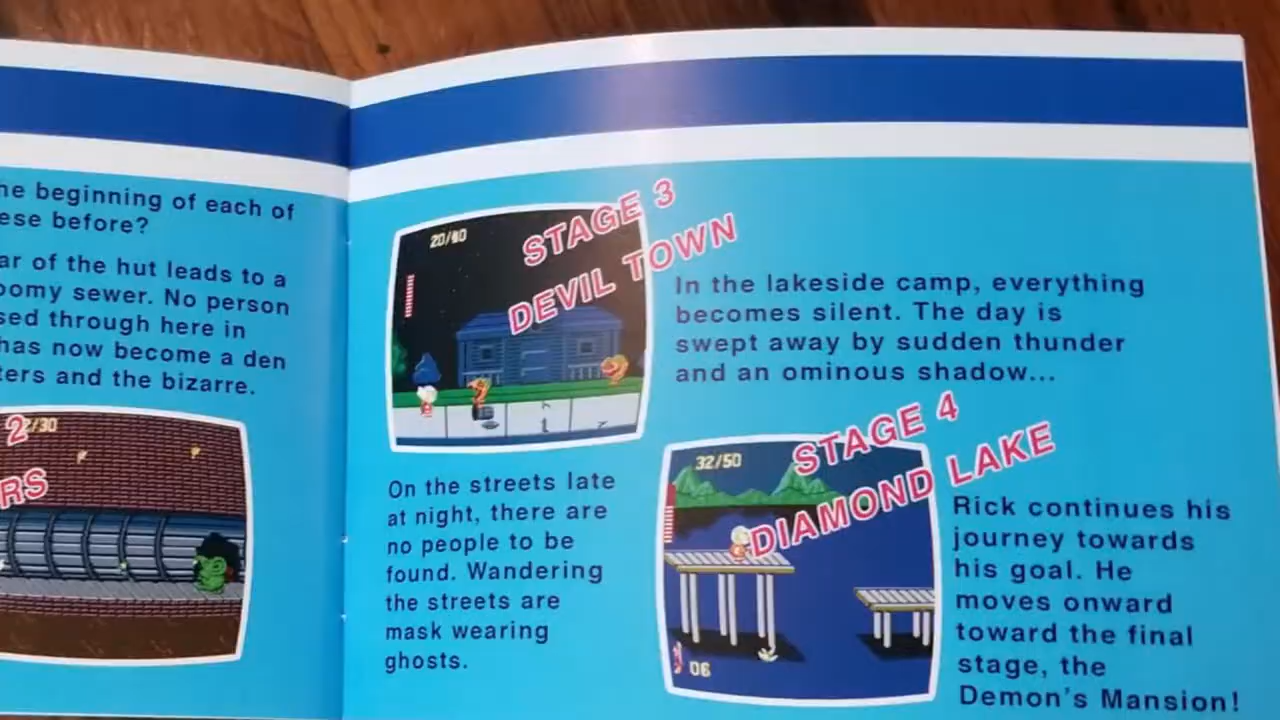 he beginning of each of
ese before?
ar of the hut leads to a
oomy sewer. No person
sed through here in
has now become a den
ters and the bizarre.
2
2/30
RS
STAGE 3
DEVIL TOWN
20/40
In the lakeside camp, everything
becomes silent. The day is
swept away by sudden thunder
and an ominous shadow...
On the streets late
at night, there are
no people to be
found. Wandering
the streets are
mask wearing
ghosts.
STAGE 4
DIAMOND LAKE
32/50
06
Rick continues his
journey towards
his goal. He
moves onward
toward the final
stage, the
Demon's Mansion!